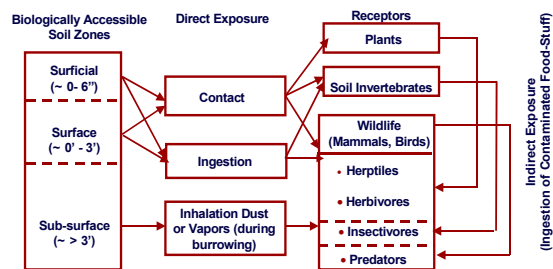 Biologically Accessible
Soil Zones
Surficial
(~ 0- 6”)
Surface
(~ 0’ - 3’)
Sub-surface
(~ > 3’)
Direct Exposure
Contact
Ingestion
Inhalation Dust
or Vapors (during
burrowing)
Receptors
Plants
Soil Invertebrates
Wildlife
(Mammals, Birds)
• Herptiles
• Herbivores
• Insectivores
• Predators
Indirect Exposure
(Ingestion of Contaminated Food-Stuff)